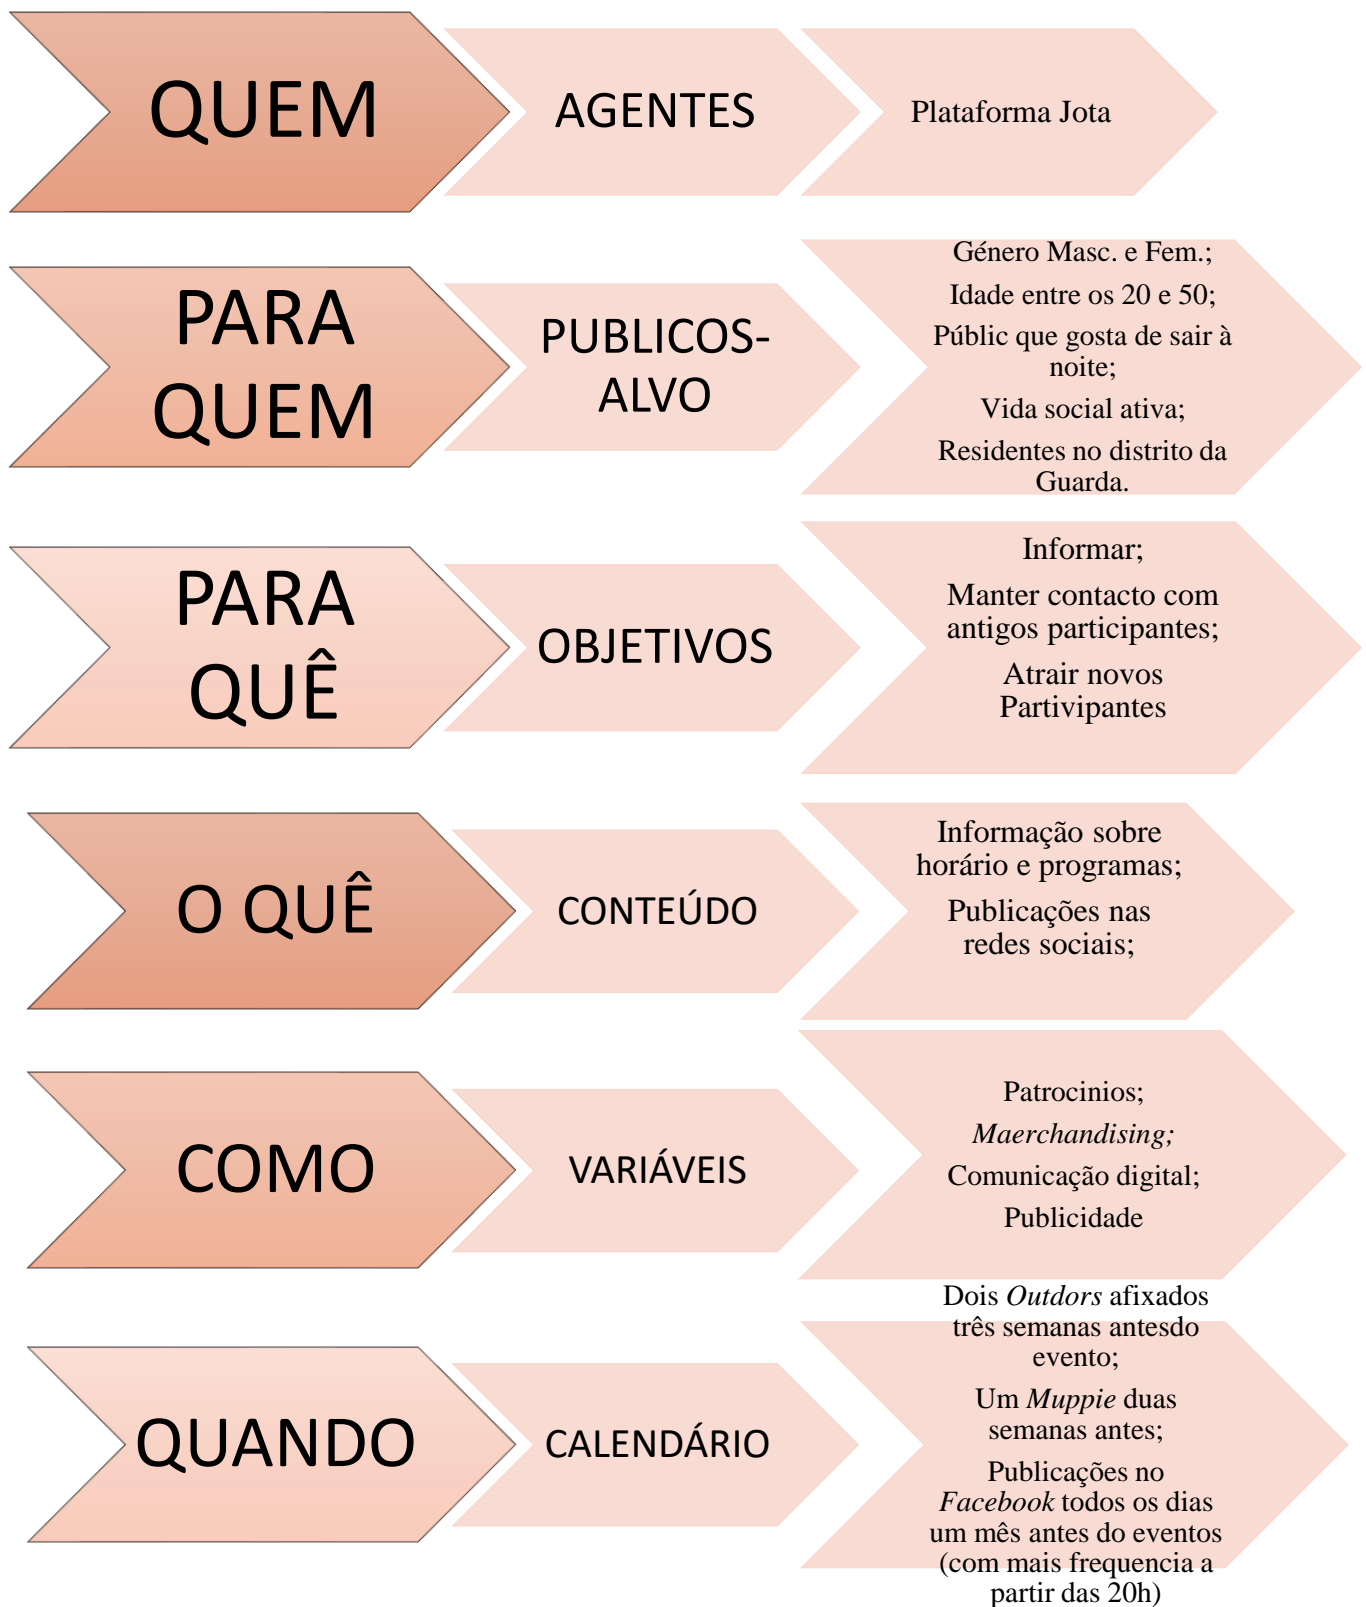 QUEM
AGENTES
Plataforma Jota
PARA
QUEM
PUBLICOS-
ALVO
Género Masc. e Fem.;
Idade entre os 20 e 50;
Públic que gosta de sair à
noite;
Vida social ativa;
Residentes no distrito da
Guarda.
PARA
QUÊ
OBJETIVOS
Informar;
Manter contacto com
antigos participantes;
Atrair novos
Partivipantes
O QUÊ
CONTEÚDO
Informação sobre
horário e programas;
Publicações nas
redes sociais;
COMO
VARIÁVEIS
Patrocinios;
Maerchandising;
Comunicação digital;
Publicidade
QUANDO
CALENDÁRIO
Dois Outdors afixados
três semanas antesdo
evento;
Um Muppie duas
semanas antes;
Publicações no
Facebook todos os dias
um mês antes do eventos
(com mais frequencia a
partir das 20h)